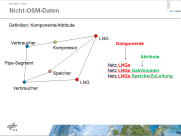 Nicht-OSM-Daten
Definition: Komponente/Attribute
LNG
Verbraucher
Kompressor
Komponente
Attribute
Pipe-Segment
Speicher
Netz.LNGs
Netz.LNGs.GasVolumen
Netz.LNGs.SpeicherZuLeitung
LNG
Verbraucher
DLR